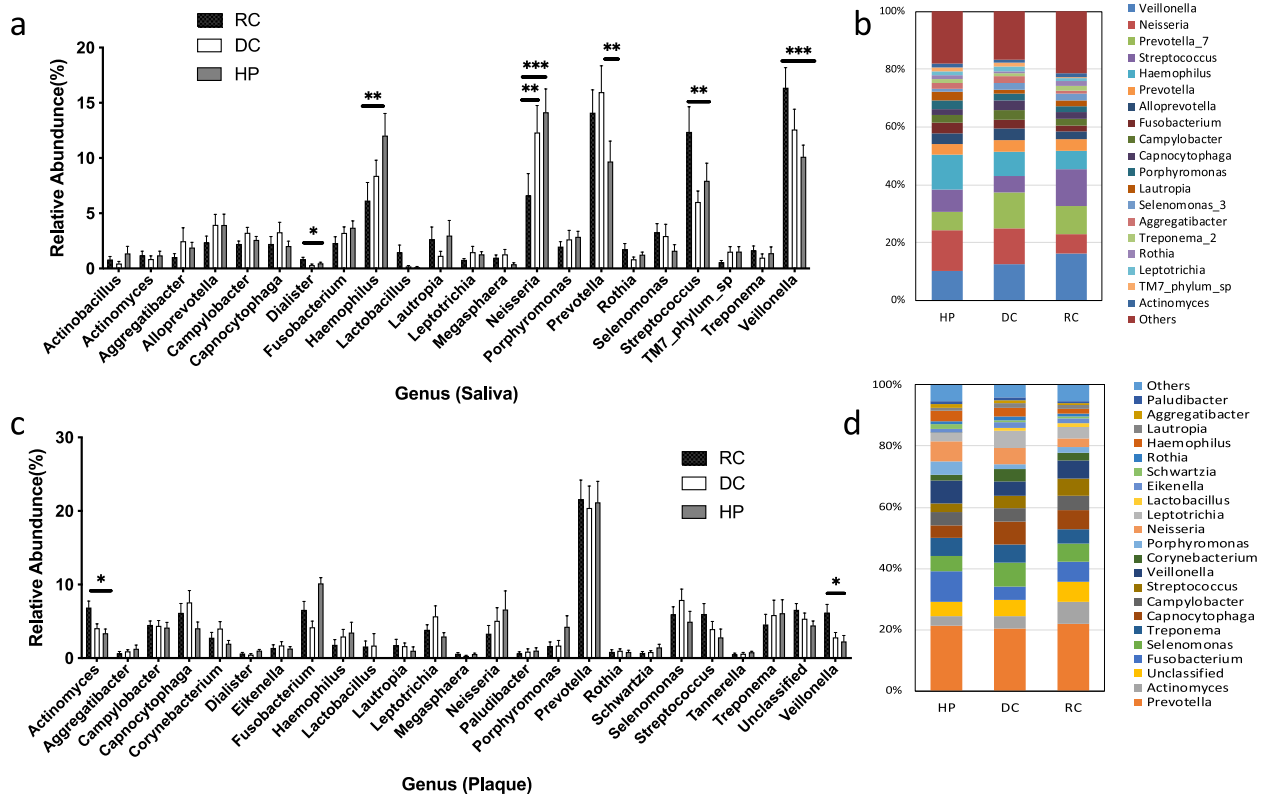 a
RC
DC
HP
Relative Abundunce(%)
20
15
10
5
0
*
**
***
**
**
**
***
Actinobacillus
Actinomyces
Aggregatibacter
Alloprevotella
Campylobacter
Capnocytophaga
Dialister
Fusobacterium
Haemophilus
Lactobacillus
Lautropia
Leptotrichia
Megasphaera
Neisseria
Porphyromonas
Prevotella
Rothia
Selenomonas
Streptococcus
TM7_phylum_sp
Treponema
Veillonella
Genus (Saliva)
b
100%
80%
60%
40%
20%
0%
HP
DC
RC
Veillonella
Neisseria
Prevotella_7
Streptococcus
Haemophilus
Prevotella
Alloprevotella
Fusobacterium
Campylobacter
Capnocytophaga
Porphyromonas
Lautropia
Selenomonas_3
Aggregatibacter
Treponema_2
Rothia
Leptotrichia
TM7_phylum_sp
Actinomyces
Others
c
RC
DC
HP
Relative Abundance(%)
30
20
10
0
*
*
Actinomyces
Aggregatibacter
Campylobacter
Capnocytophaga
Corynebacterium
Dialister
Eikenella
Fusobacterium
Haemophilus
Lactobacillus
Lautropia
Leptotrichia
Megasphaera
Neisseria
Paludibacter
Porphyromonas
Prevotella
Rothia
Schwartzia
Selenomonas
Streptococcus
Tannerella
Treponema
Unclassified
Veillonella
Genus (Plaque)
d
100%
80%
60%
40%
20%
0%
HP
DC
RC
Others
Paludibacter
Aggregatibacter
Lautropia
Haemophilus
Rothia
Schwartzia
Eikenella
Lactobacillus
Leptotrichia
Neisseria
Porphyromonas
Corynebacterium
Veillonella
Streptococcus
Campylobacter
Capnocytophaga
Treponema
Selenomonas
Fusobacterium
Unclassified
Actinomyces
Prevotella